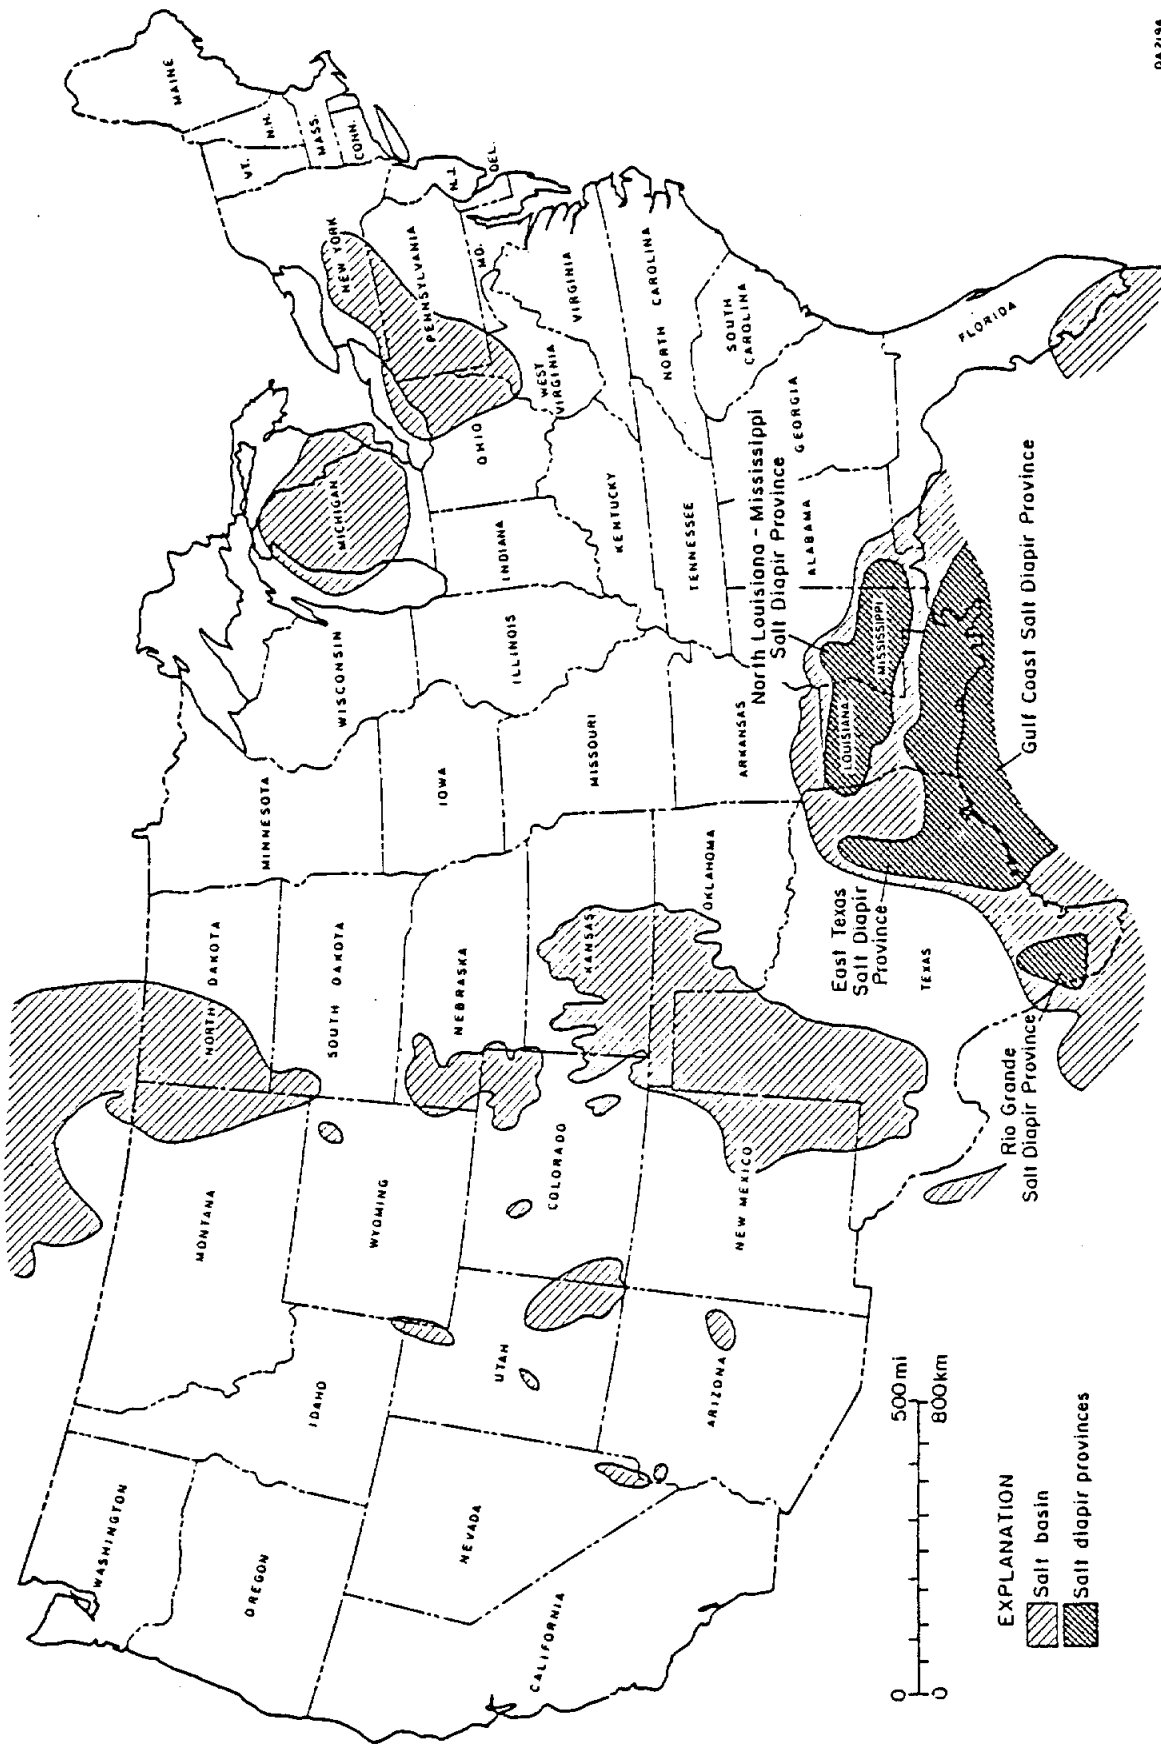 WASHINGTON
OREGON
CALIFORNIA
NEVADA
IDAHO
MONTANA
WYOMING
UTAH
ARIZONA
COLORADO
NEW MEXICO
NORTH DAKOTA
SOUTH DAKOTA
NEBRASKA
KANSAS
OKLAHOMA
TEXAS
MINNESOTA
IOWA
MISSOURI
ARKANSAS
LOUISIANA
WISCONSIN
ILLINOIS
MICHIGAN
INDIANA
OHIO
KENTUCKY
TENNESSEE
MISSISSIPPI
ALABAMA
GEORGIA
FLORIDA
SOUTH
CAROLINA
NORTH CAROLINA
VIRGINIA
WEST
VIRGINIA
MD.
DEL.
N.J.
PENNSYLVANIA
NEW YORK
CONN.
MASS.
VT.
N.H.
MAINE
North Louisiana - Mississippi
Salt Diapir Province
East Texas
Salt Diapir
Province
Gulf Coast Salt Diapir Province
Rio Grande
Salt Diapir Province
0 500 mi
0 800km
EXPLANATION
Salt basin
Salt diapir provinces